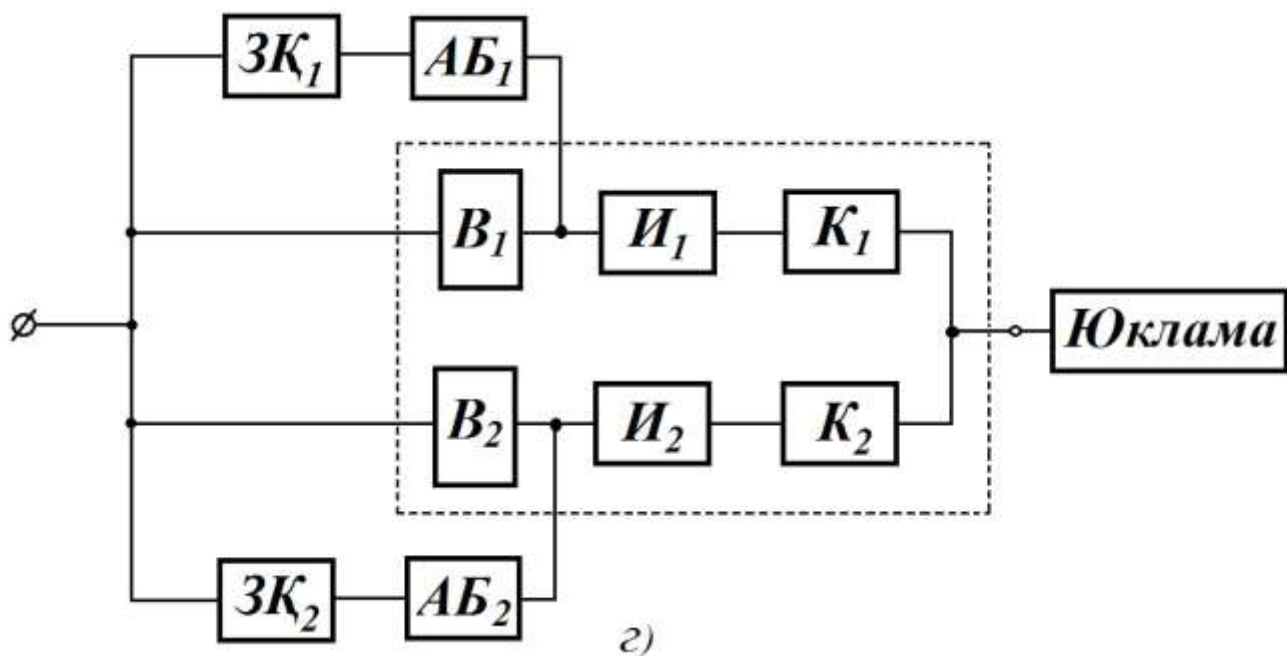 ЗҚ₁ АБ₁
В₁ И₁ К₁
Юклама
В₂ И₂ К₂
ЗҚ₂ АБ₂
г)